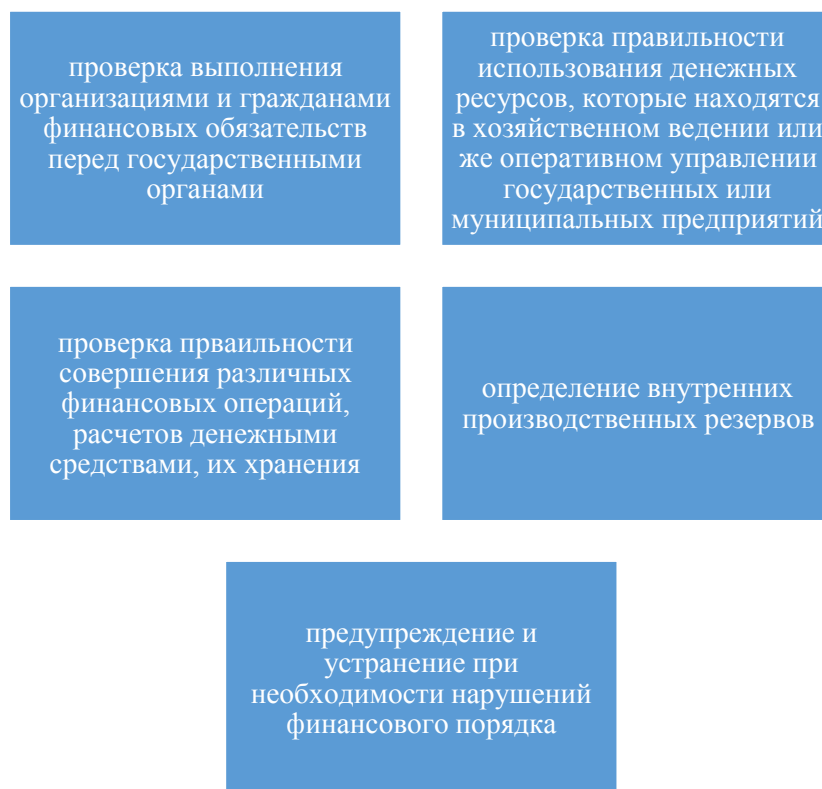 проверка выполнения
организациями и гражданами
финансовых обязательств
перед государственными
органами
проверка правильности
использования денежных
ресурсов, которые находятся
в хозяйственном ведении или
же оперативном управлении
государственных или
муниципальных предприятий
проверка прваильности
совершения различных
финансовых операций,
расчетов денежными
средствами, их хранения
определение внутренних
производственных резервов
предупреждение и
устранение при
необходимости нарушений
финансового порядка